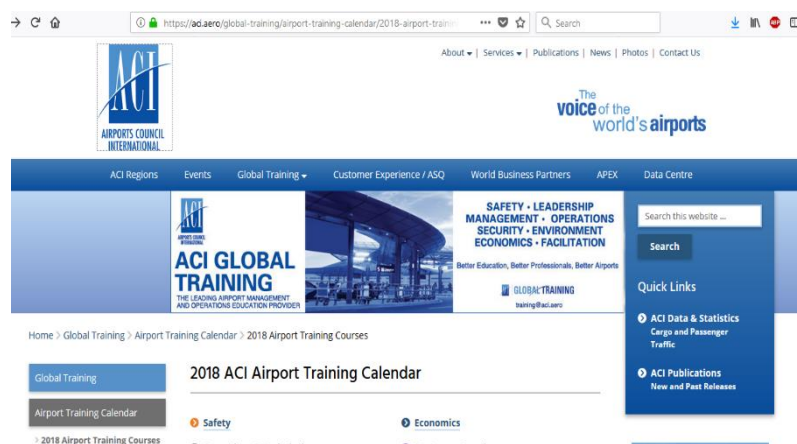 https://aci.aero/global-training/airport-training-calendar/2018-airport-trainin
Search
About | Services | Publications | News | Photos | Contact Us
ACI
AIRPORTS COUNCIL
INTERNATIONAL
The
voice of the
world's airports
ACI Regions Events Global Training Customer Experience / ASQ World Business Partners APEX Data Centre
ACI
AIRPORTS COUNCIL
INTERNATIONAL
ACI GLOBAL
TRAINING
THE LEADING AIRPORT MANAGEMENT
AND OPERATIONS EDUCATION PROVIDER
SAFETY · LEADERSHIP
MANAGEMENT · OPERATIONS
SECURITY · ENVIRONMENT
ECONOMICS · FACILITATION
Better Education, Better Professionals, Better Airports
GLOBAL TRAINING
training@aci.aero
Search this website ...
Search
Quick Links
ACI Data & Statistics
Cargo and Passenger
Traffic
ACI Publications
New and Past Releases
Home > Global Training > Airport Training Calendar > 2018 Airport Training Courses
Global Training
Airport Training Calendar
> 2018 Airport Training Courses
2018 ACI Airport Training Calendar
Safety
Economics